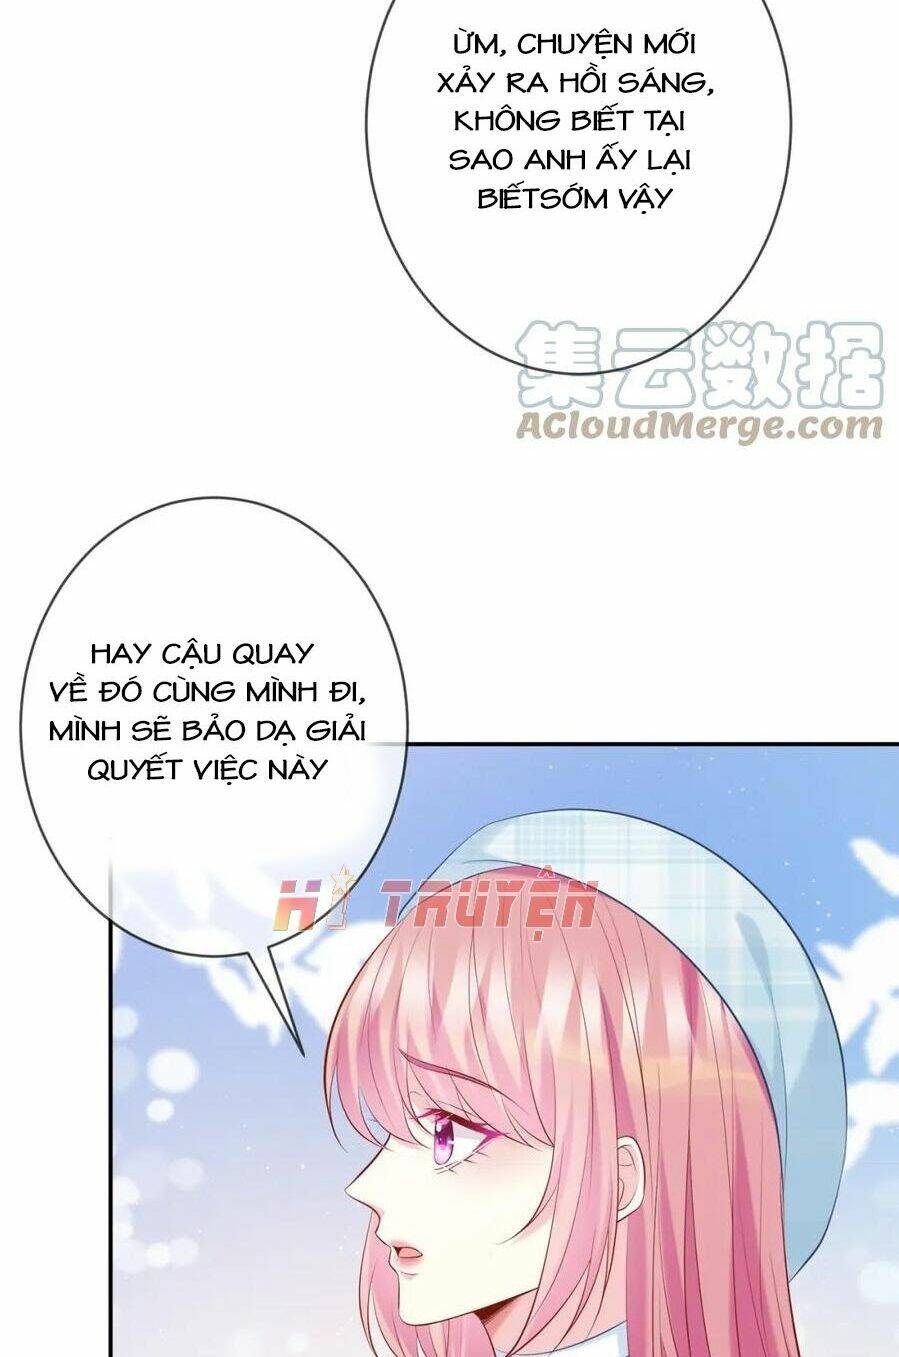 ỪM, CHUYỆN MỚI
XẢY RA HỒI SÁNG,
KHÔNG BIẾT TẠI
SAO ANH ẤY LẠI
BIẾTSỚM VẬY
集云数据
ACloudMerge.com
HAY CẬU QUAY
VỀ ĐÓ CÙNG MÌNH ĐI,
MÌNH SẼ BẢO DẠ GIẢI
QUYẾT VIỆC NÀY
HI TRUYỆN